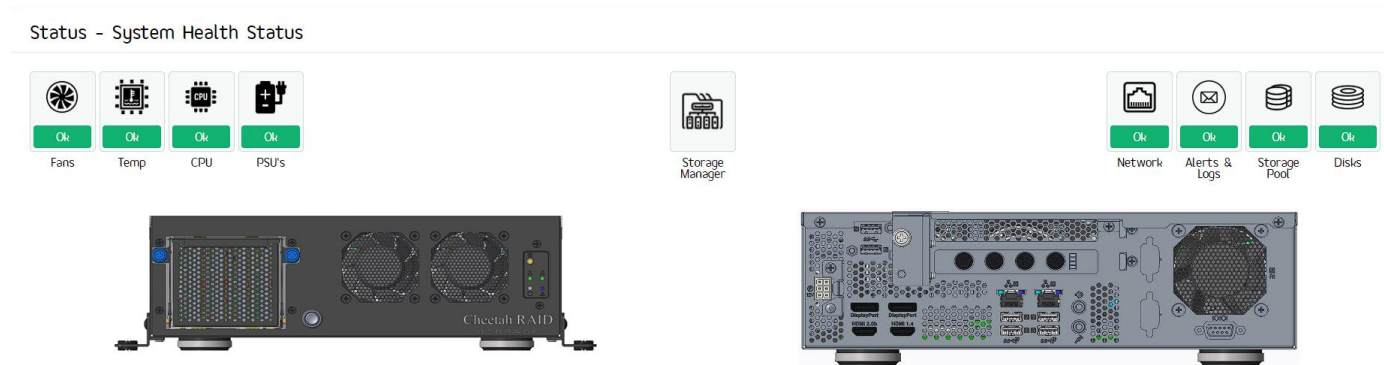 Status - System Health Status
CPU
Ok Ok Ok Ok
Fans Temp CPU PSU's
Storage
Manager
Ok Ok Ok Ok
Network Alerts & Logs Storage Pool Disks
Cheetah RAID
DisplayPort DisplayPort
HDMI 2.0b HDMI 1.4